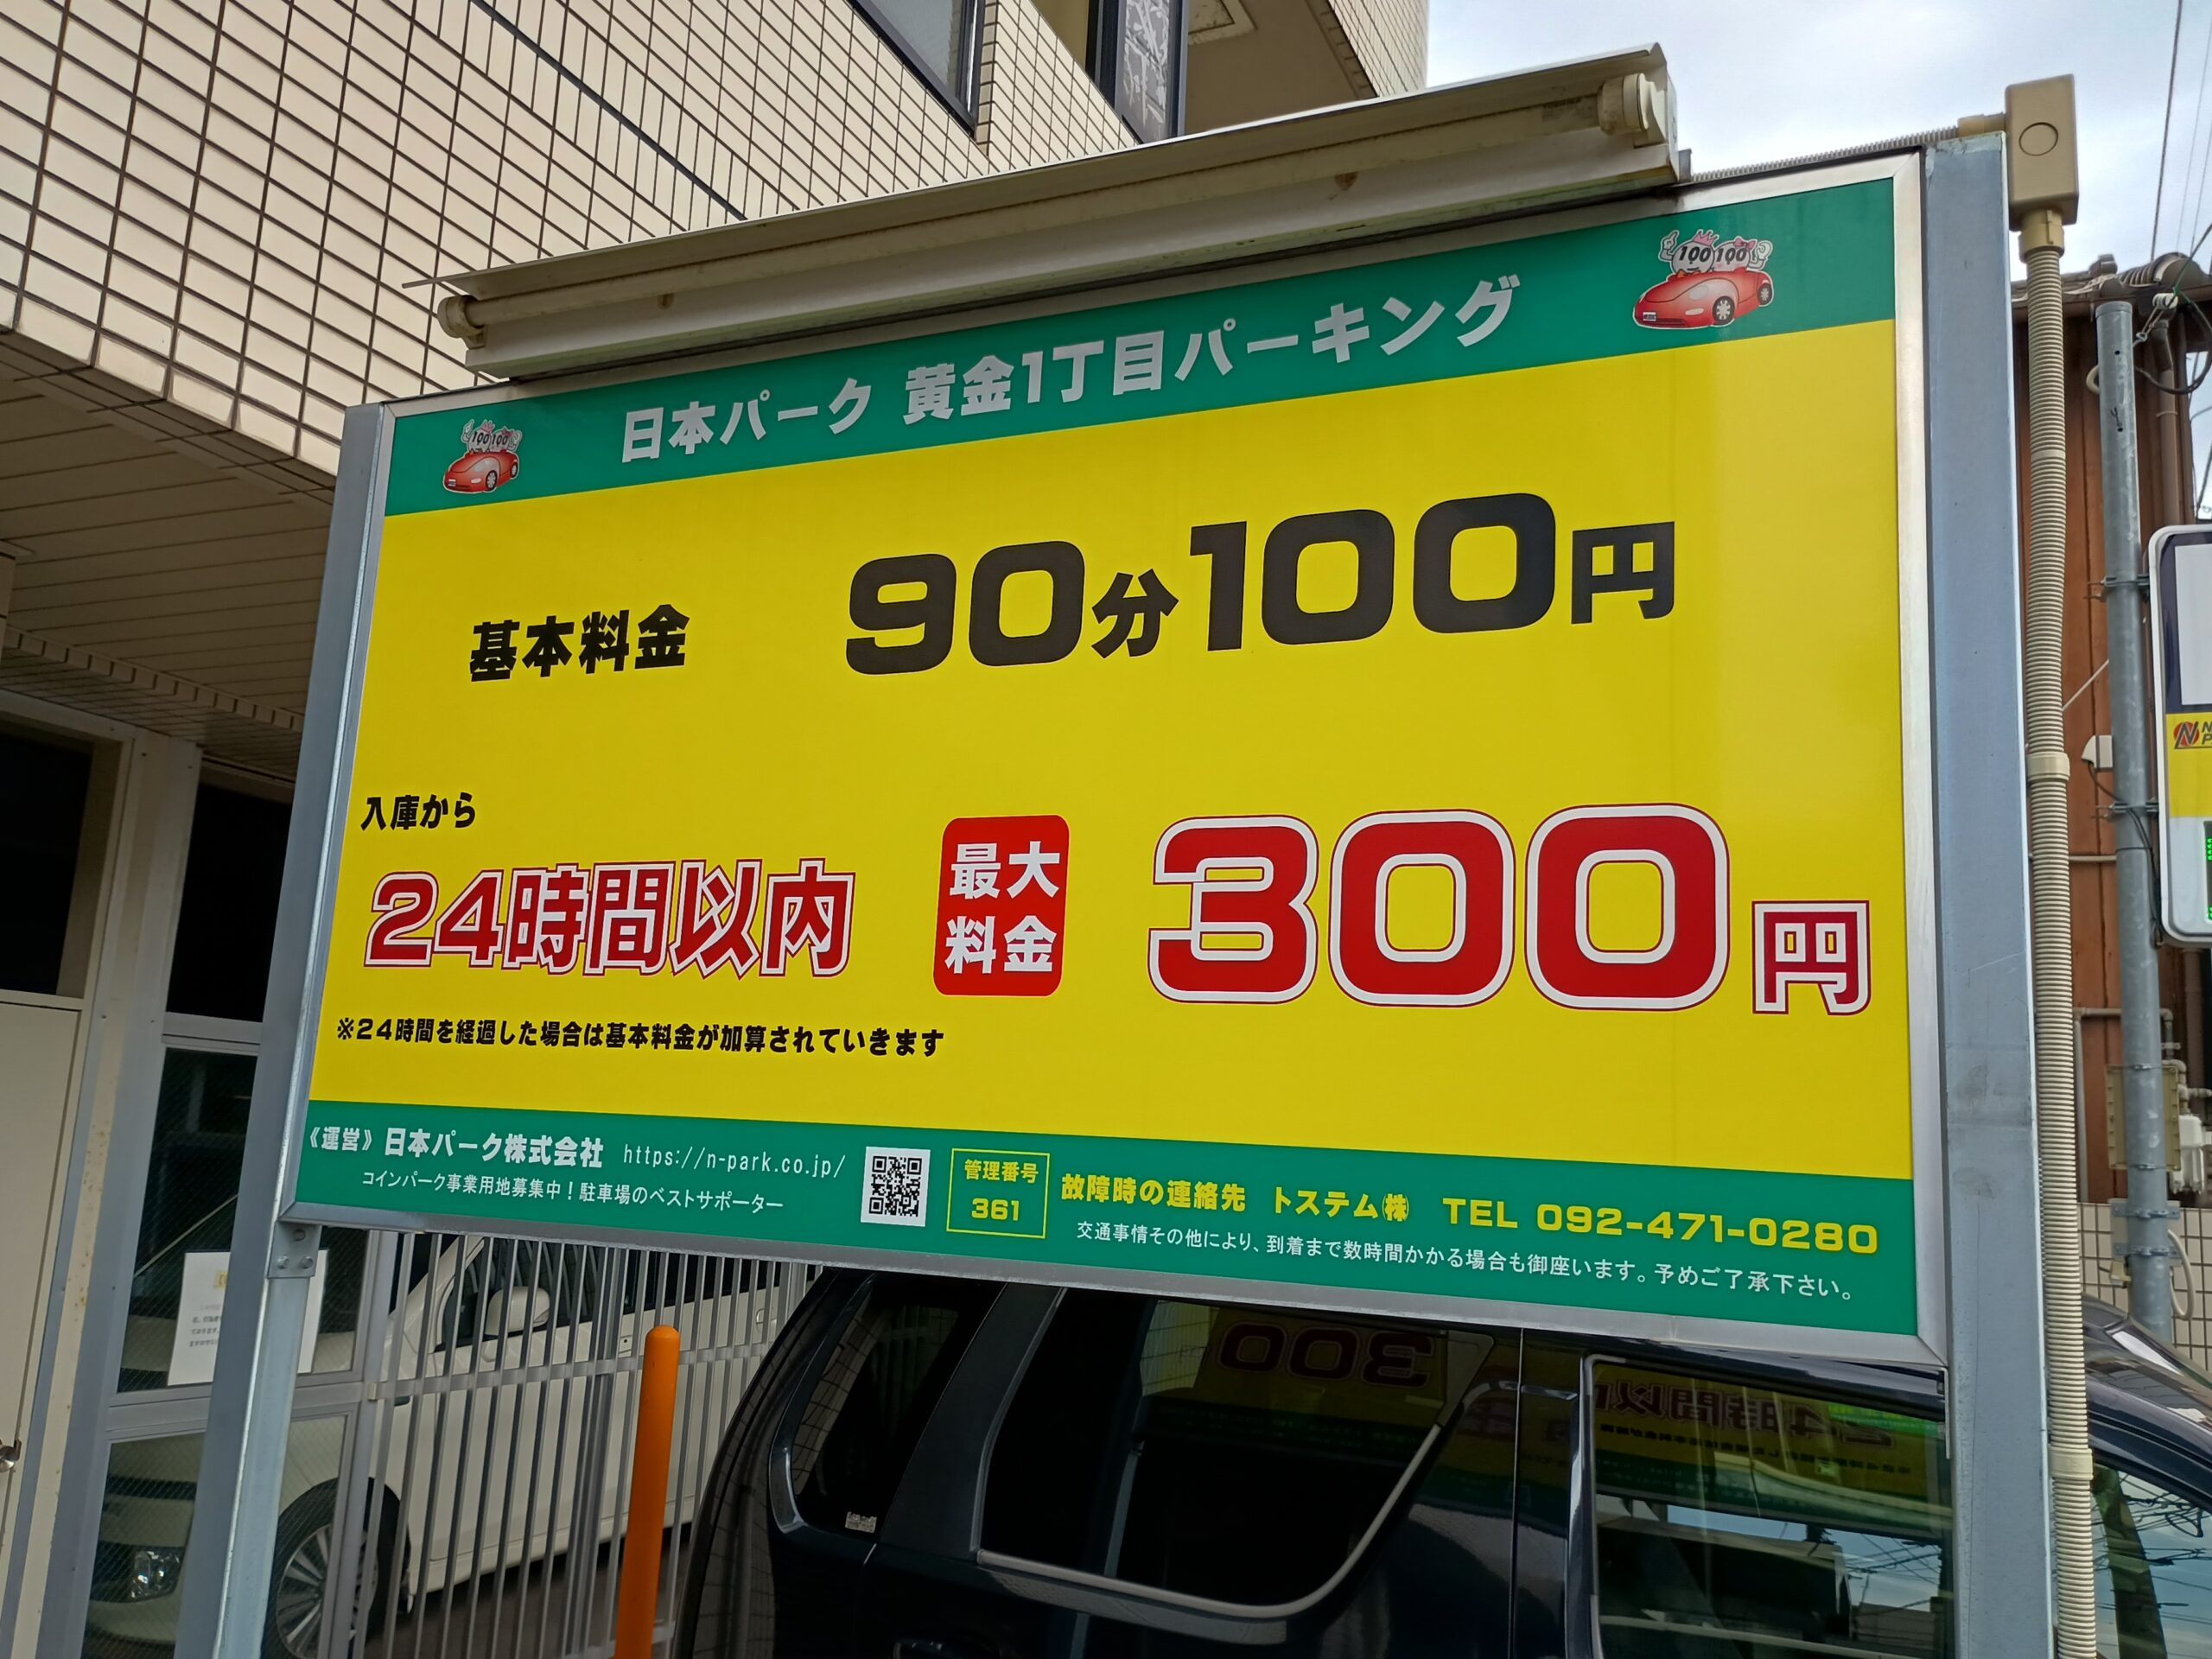 日本パーク 黄金1丁目パーキング
100 100
100 100
基本料金 90分100円
入庫から
24時間以内 最大料金 300円
※24時間を経過した場合は基本料金が加算されていきます
《運営》日本パーク株式会社 https://n-park.co.jp/
コインパーク事業用地募集中！駐車場のベストサポーター
管理番号
361
故障時の連絡先 トステム㈱ TEL 092-471-0280
交通事情その他により、到着まで数時間かかる場合も御座います。予めご了承下さい。